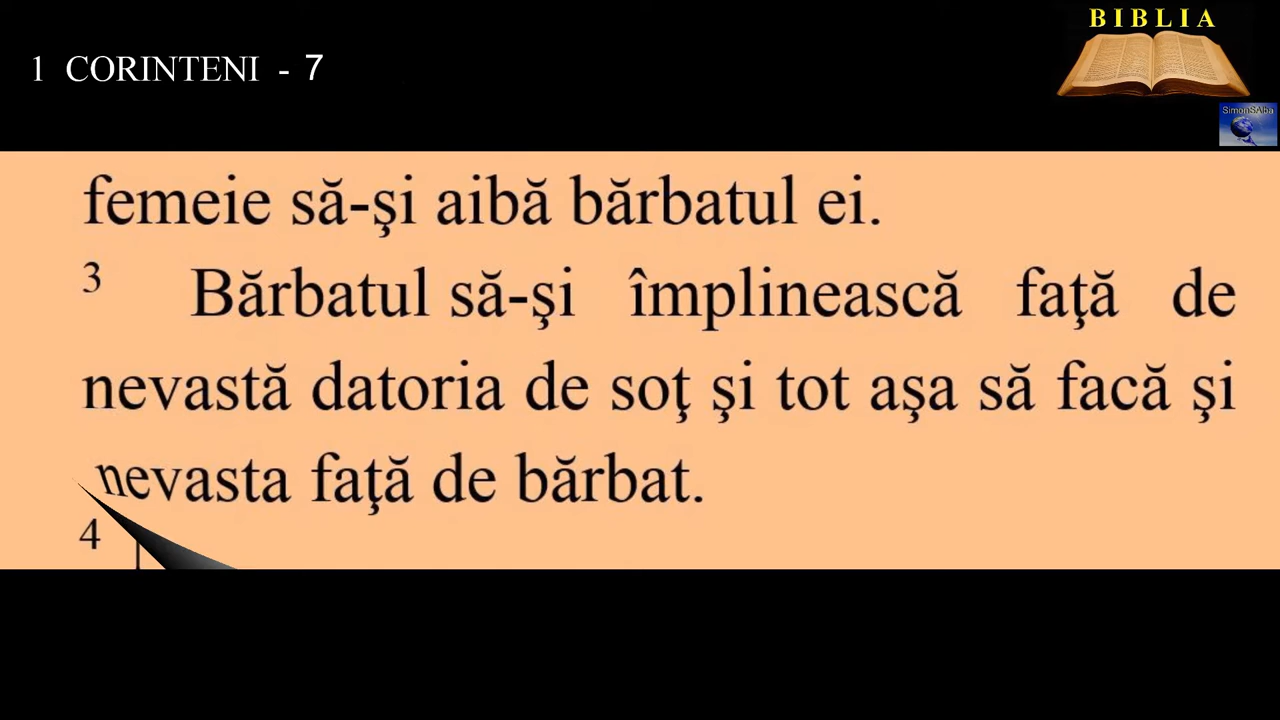 BIBLIA
1 CORINTENI - 7
SimonSAlba
femeie să-şi aibă bărbatul ei.
3 Bărbatul să-şi împlinească faţă de
nevastă datoria de soţ şi tot aşa să facă şi
nevasta faţă de bărbat.
4